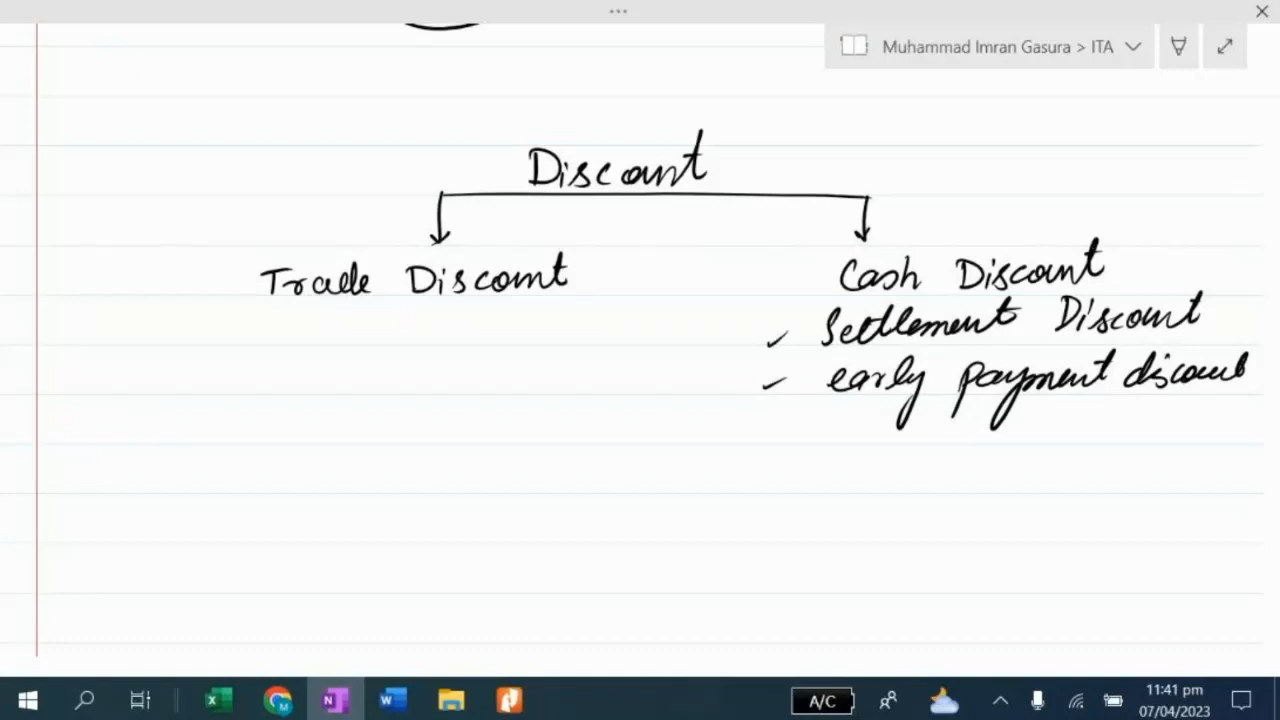 Muhammad Imran Gasura > ITA
Discount
Trade Discount
Cash Discount
Settlement Discount
early payment discount
A/C
11:41 pm
07/04/2023